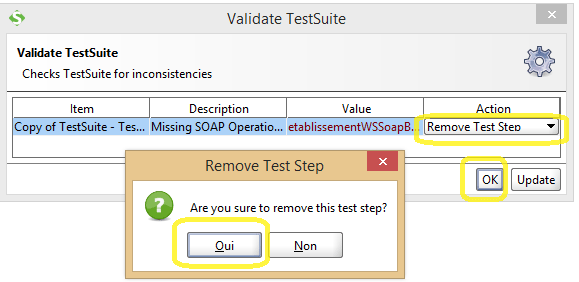 Validate TestSuite
Validate TestSuite
Checks TestSuite for inconsistencies
Item Description Value Action
Copy of TestSuite - Tes... Missing SOAP Operatio... etablissementWSSoapB... Remove Test Step
OK Update
Remove Test Step
Are you sure to remove this test step?
Oui Non